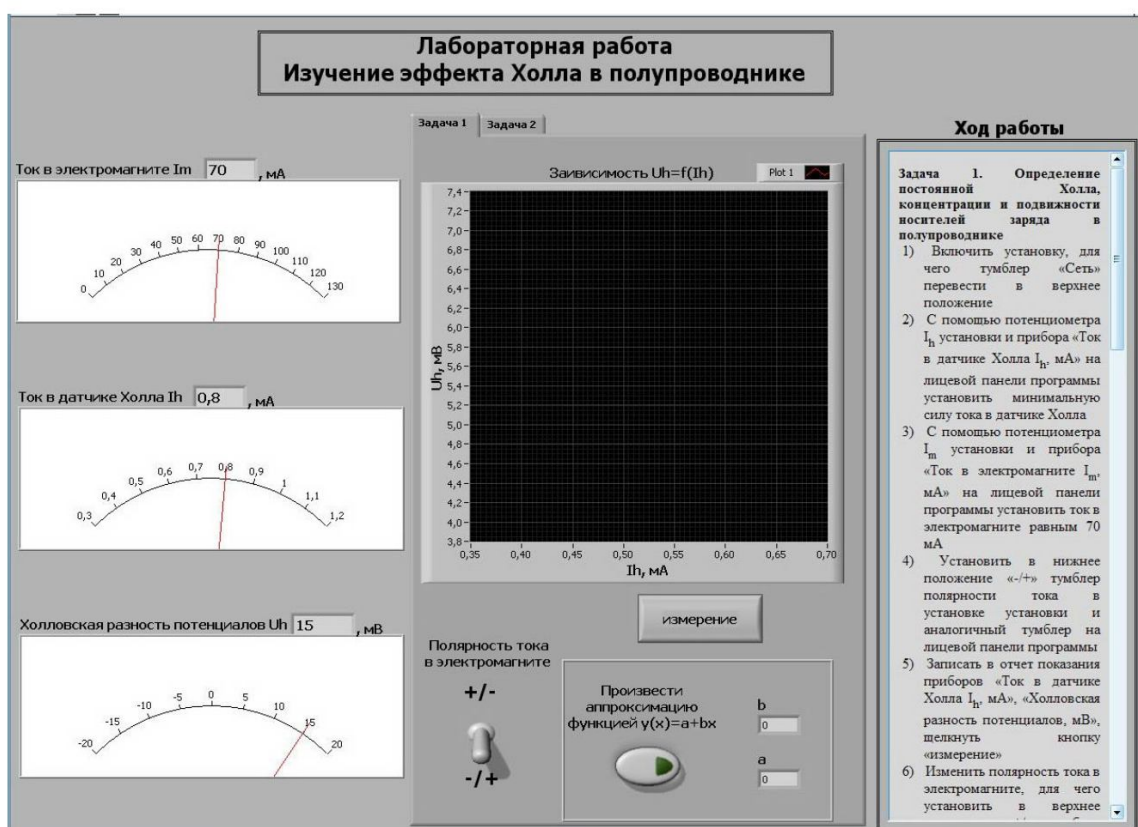 Лабораторная работа
Изучение эффекта Холла в полупроводнике
Ток в электромагните Im 70 , мА
0 10 20 30 40 50 60 70 80 90 100 110 120 130
Ток в датчике Холла Ih 0,8 , мА
0,3 0,4 0,5 0,6 0,7 0,8 0,9 1 1,1 1,2
Холловская разность потенциалов Uh 15 , мВ
-20 -15 -10 -5 0 5 10 15 20
Задача 1 Задача 2
Заивисимость Uh=f(Ih) Plot 1
Uh, мВ
7,4
7,2
7,0
6,8
6,6
6,4
6,2
6,0
5,8
5,6
5,4
5,2
5,0
4,8
4,6
4,4
4,2
4,0
3,8
0,35 0,40 0,45 0,50 0,55 0,60 0,65 0,70
Ih, мА
измерение
Полярность тока
в электромагните
+/-
-/+
Произвести
аппроксимацию
функцией y(x)=a+bx
b
0
a
0
Ход работы
Задача 1. Определение
постоянной Холла,
концентрации и подвижности
носителей заряда в
полупроводнике
1) Включить установку, для
чего тумблер «Сеть»
перевести в верхнее
положение
2) С помощью потенциометра
Ih установки и прибора «Ток
в датчике Холла Ih, мА» на
лицевой панели программы
установить минимальную
силу тока в датчике Холла
3) С помощью потенциометра
Im установки и прибора
«Ток в электромагните Im,
мА» на лицевой панели
программы установить ток в
электромагните равным 70
мА
4) Установить в нижнее
положение «-/+» тумблер
полярности тока в
установке установки и
аналогичный тумблер на
лицевой панели программы
5) Записать в отчет показания
приборов «Ток в датчике
Холла Ih, мА», «Холловская
разность потенциалов, мВ»,
щелкнуть кнопку
«измерение»
6) Изменить полярность тока в
электромагните, для чего
установить в верхнее